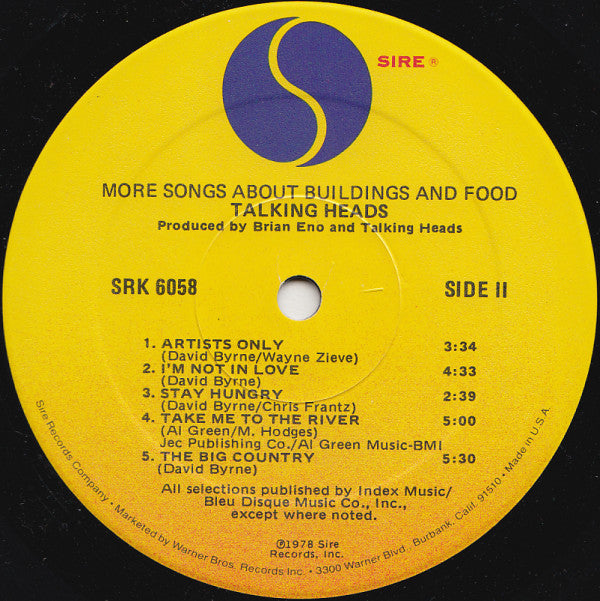 SIRE ®
MORE SONGS ABOUT BUILDINGS AND FOOD
TALKING HEADS
Produced by Brian Eno and Talking Heads
SRK 6058
SIDE II
1. ARTISTS ONLY 3:34
(David Byrne/Wayne Zieve)
2. I'M NOT IN LOVE 4:33
(David Byrne)
3. STAY HUNGRY 2:39
(David Byrne/Chris Frantz)
4. TAKE ME TO THE RIVER 5:00
(Al Green/M. Hodges)
Jec Publishing Co./Al Green Music-BMI
5. THE BIG COUNTRY 5:30
(David Byrne)
All selections published by Index Music/
Bleu Disque Music Co., Inc.,
except where noted.
℗1978 Sire
Records, Inc.
Sire Records Company • Marketed by Warner Bros. Records Inc. • 3300 Warner Blvd., Burbank, Calif. 91510 • Made in U.S.A